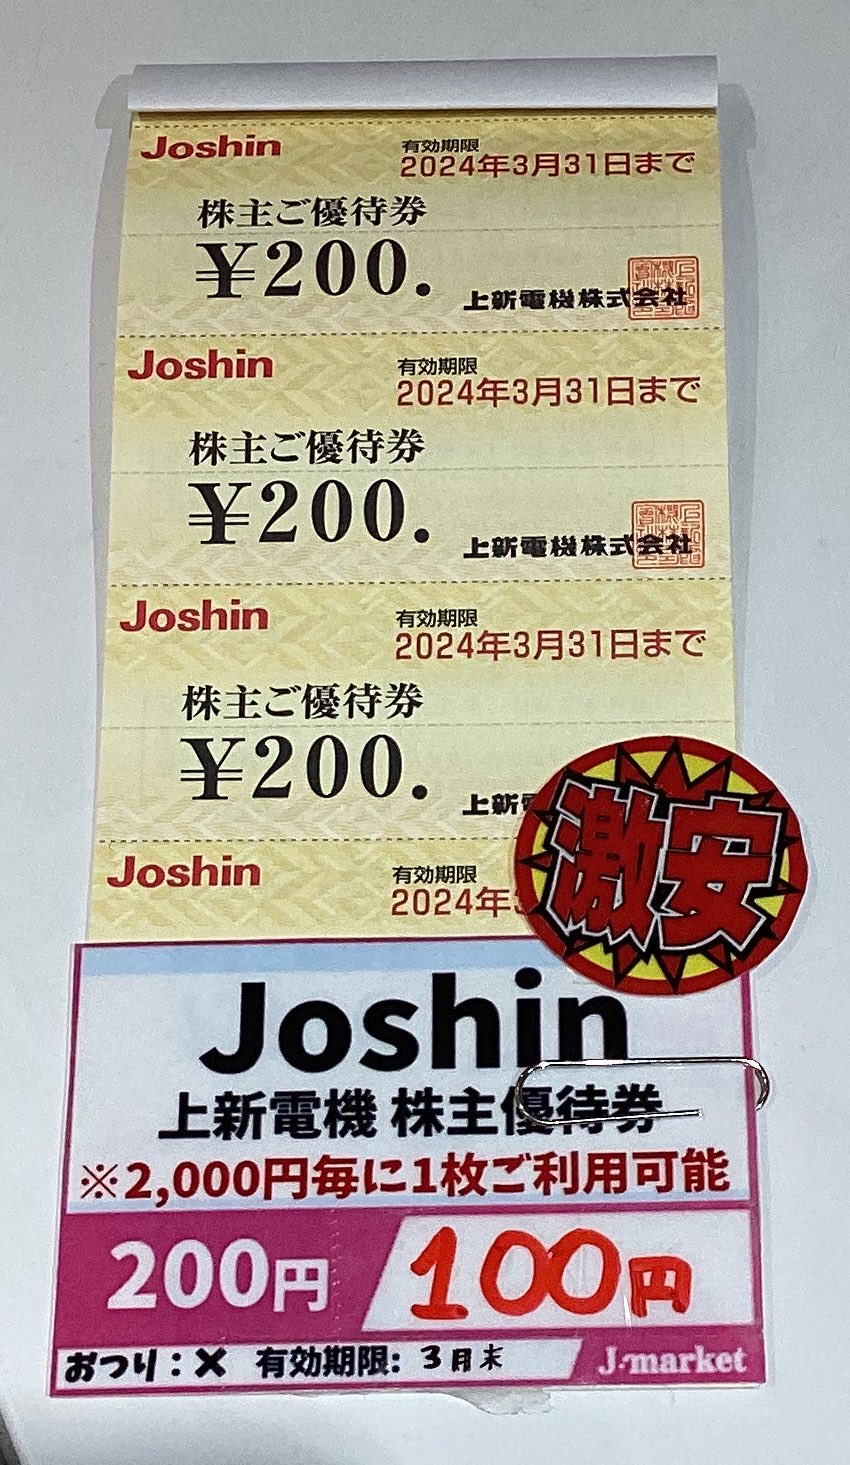 Joshin
有効期限
2024年3月31日まで
株主ご優待券
¥200.
上新電機株式会社
Joshin
有効期限
2024年3月31日まで
株主ご優待券
¥200.
上新電機株式会社
Joshin
有効期限
2024年3月31日まで
株主ご優待券
¥200.
上新
Joshin
有効期限
2024年
激安
Joshin
上新電機 株主優待券
※2,000円毎に1枚ご利用可能
200円
100円
おつり:× 有効期限: 3月末
J・market